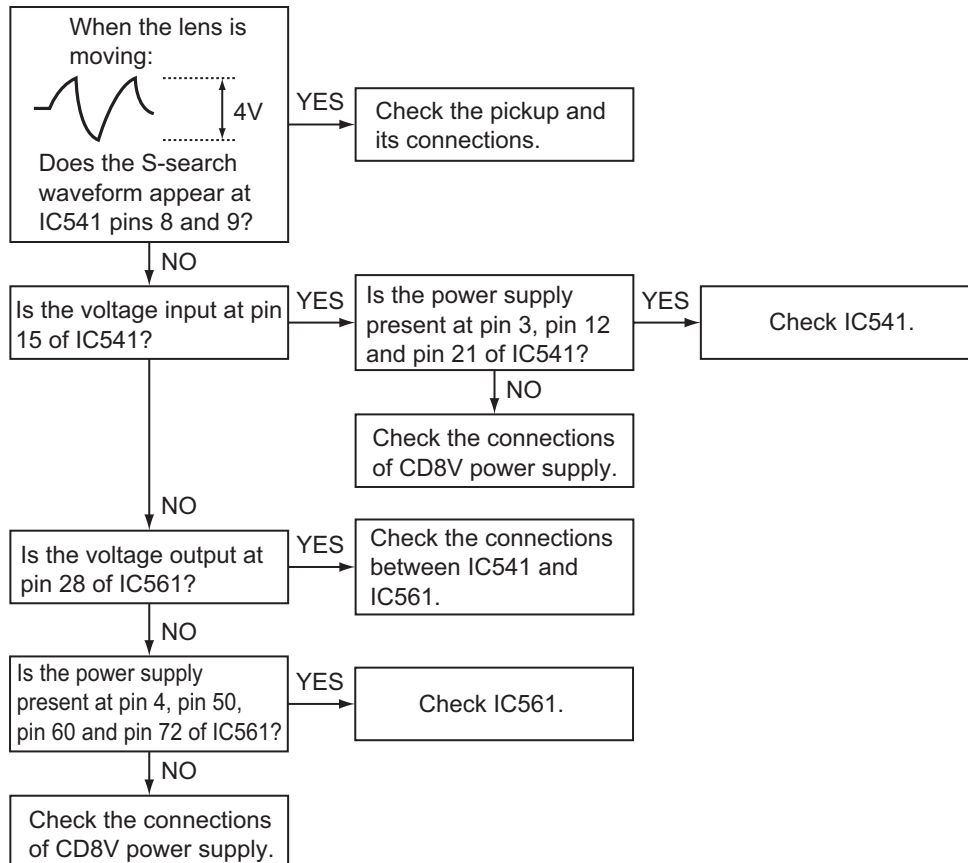 When the lens is
moving:
4V
Does the S-search
waveform appear at
IC541 pins 8 and 9?
YES
Check the pickup and
its connections.
NO
Is the voltage input at pin
15 of IC541?
YES
Is the power supply
present at pin 3, pin 12
and pin 21 of IC541?
YES
Check IC541.
NO
Check the connections
of CD8V power supply.
NO
Is the voltage output at
pin 28 of IC561?
YES
Check the connections
between IC541 and
IC561.
NO
Is the power supply
present at pin 4, pin 50,
pin 60 and pin 72 of IC561?
YES
Check IC561.
NO
Check the connections
of CD8V power supply.